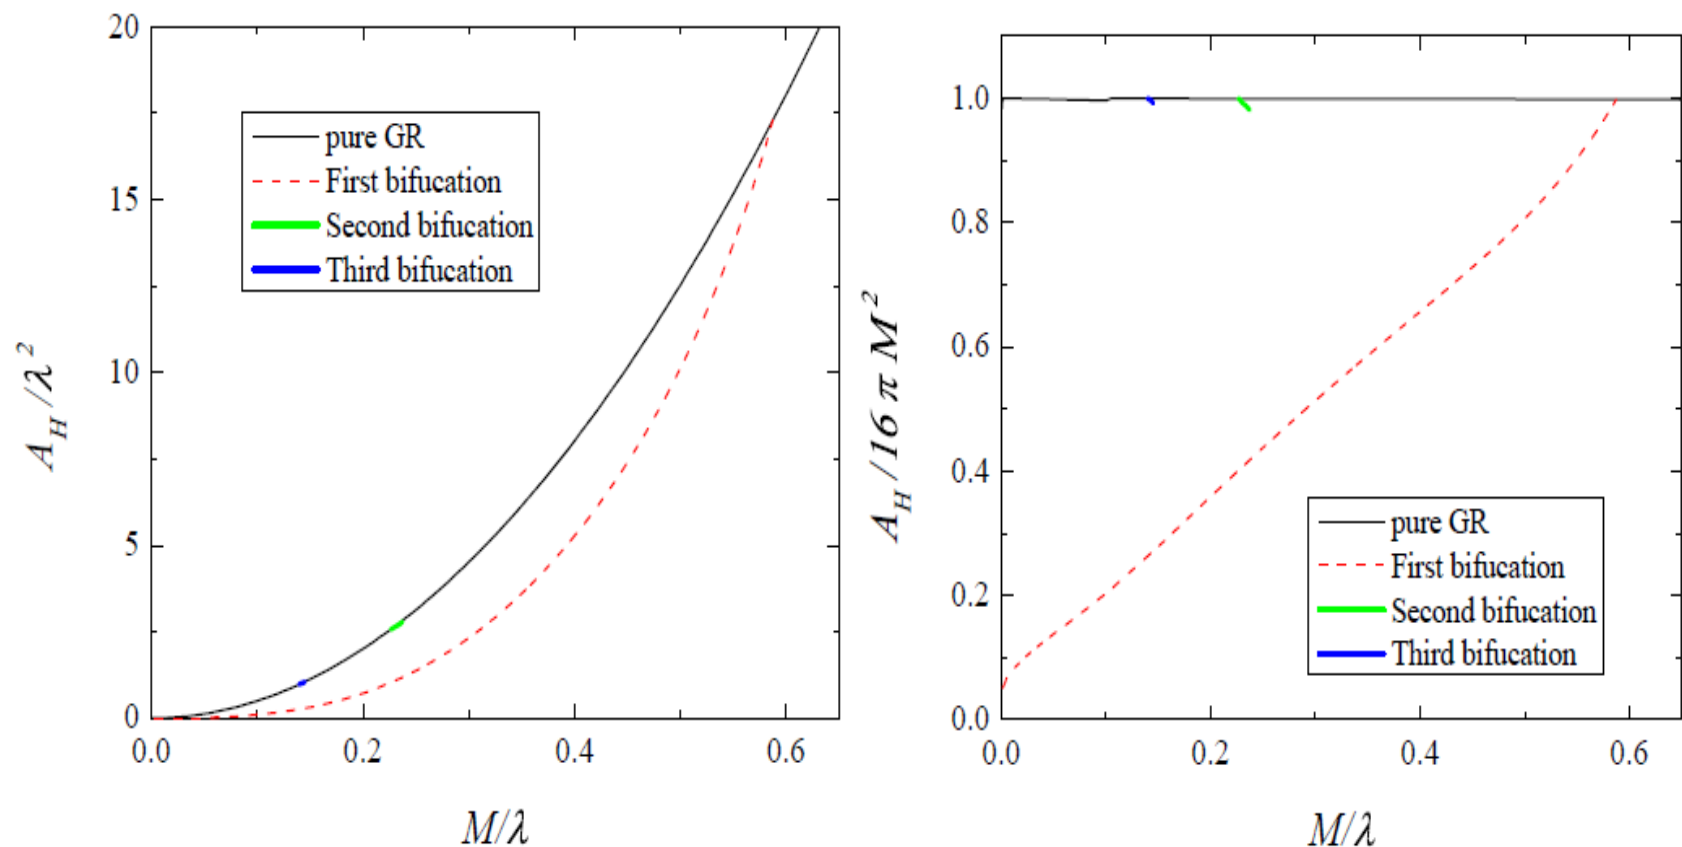 20
15
10
5
0
0.0 0.2 0.4 0.6
A_H/λ^2
M/λ
pure GR
First bifucation
Second bifucation
Third bifucation
1.0
0.8
0.6
0.4
0.2
0.0
0.0 0.2 0.4 0.6
A_H/16 π M^2
M/λ
pure GR
First bifucation
Second bifucation
Third bifucation